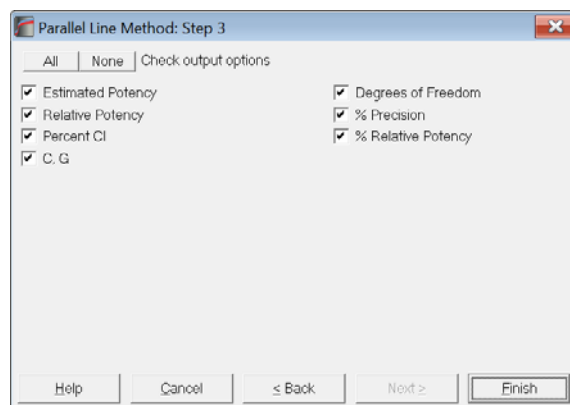 Parallel Line Method: Step 3
All None Check output options
Estimated Potency
Relative Potency
Percent CI
C, G
Degrees of Freedom
% Precision
% Relative Potency
Help Cancel < Back Next > Finish